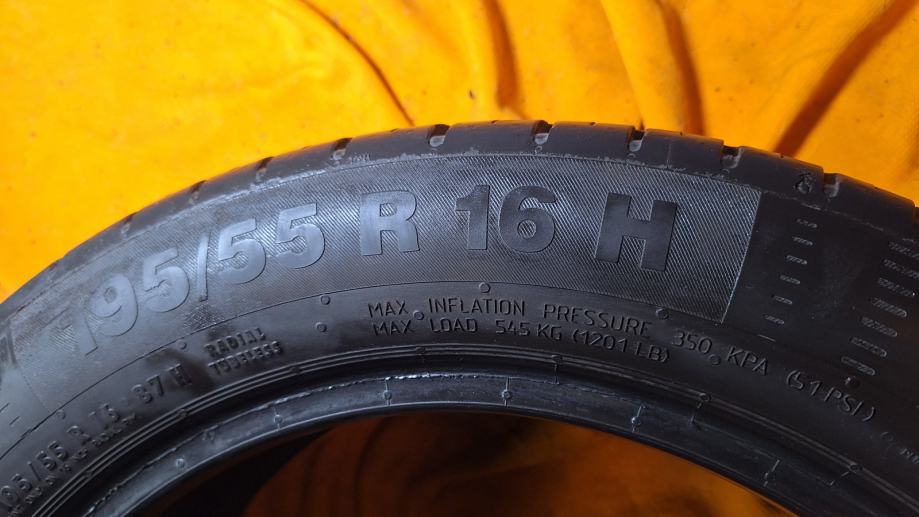 195/55 R 16 H
MAX. INFLATION PRESSURE 350 KPA (51 PSI)
MAX LOAD 545 KG (1201 LB)
195/55 R 16 87 H RADIAL
TUBELESS